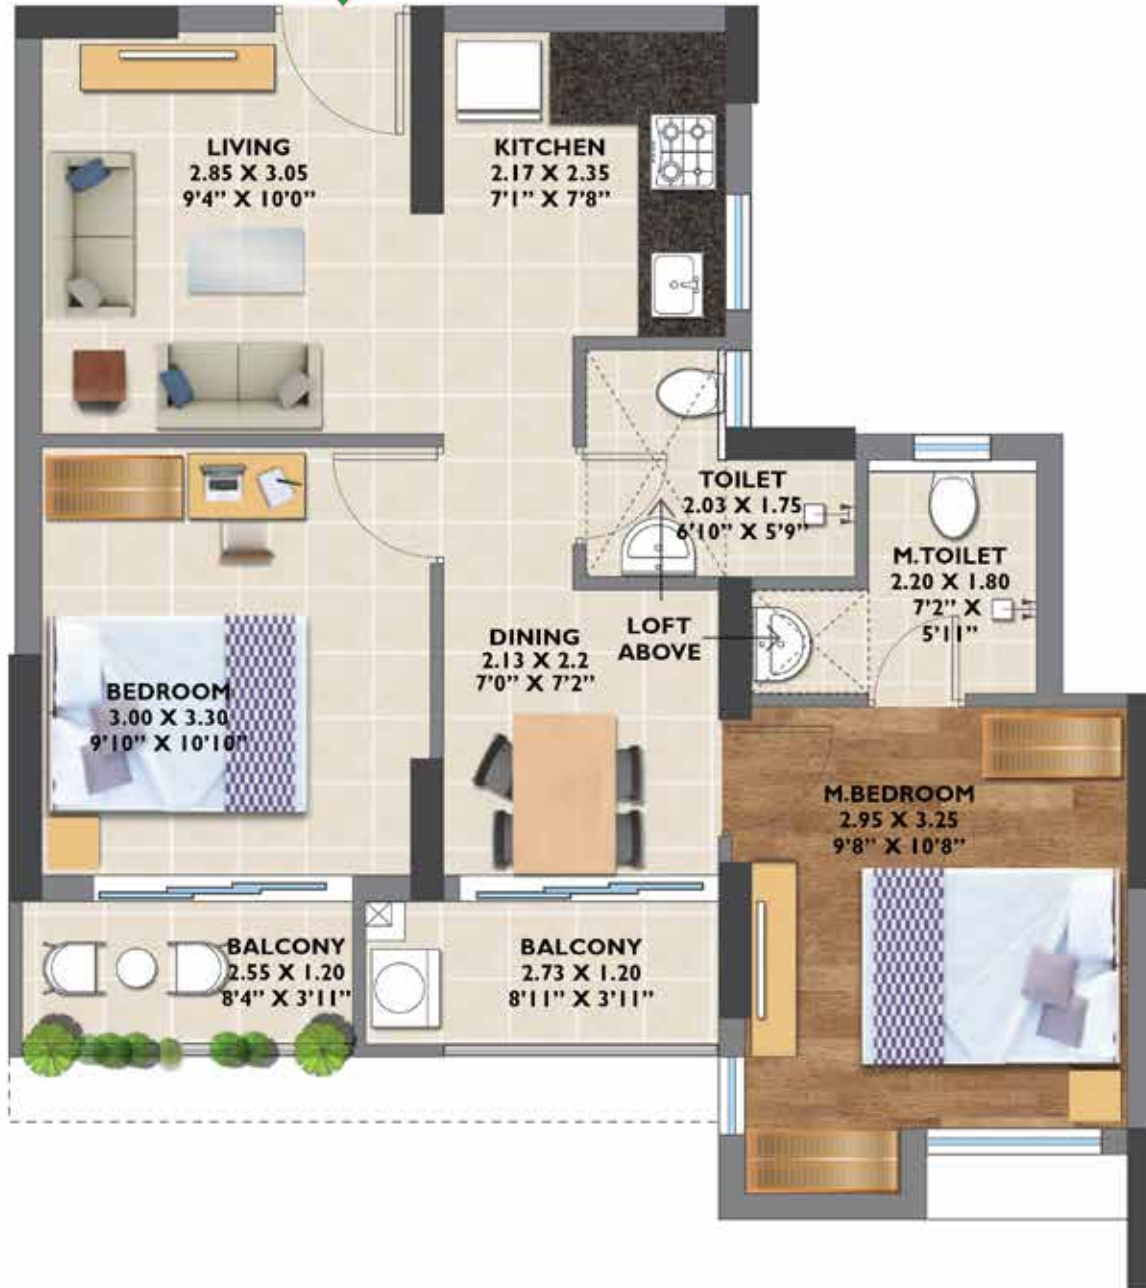 LIVING
2.85 X 3.05
9'4" X 10'0"
KITCHEN
2.17 X 2.35
7'1" X 7'8"
TOILET
2.03 X 1.75
6'10" X 5'9"
M.TOILET
2.20 X 1.80
7'2" X
5'11"
DINING
2.13 X 2.2
7'0" X 7'2"
LOFT
ABOVE
BEDROOM
3.00 X 3.30
9'10" X 10'10"
M.BEDROOM
2.95 X 3.25
9'8" X 10'8"
BALCONY
2.55 X 1.20
8'4" X 3'11"
BALCONY
2.73 X 1.20
8'11" X 3'11"